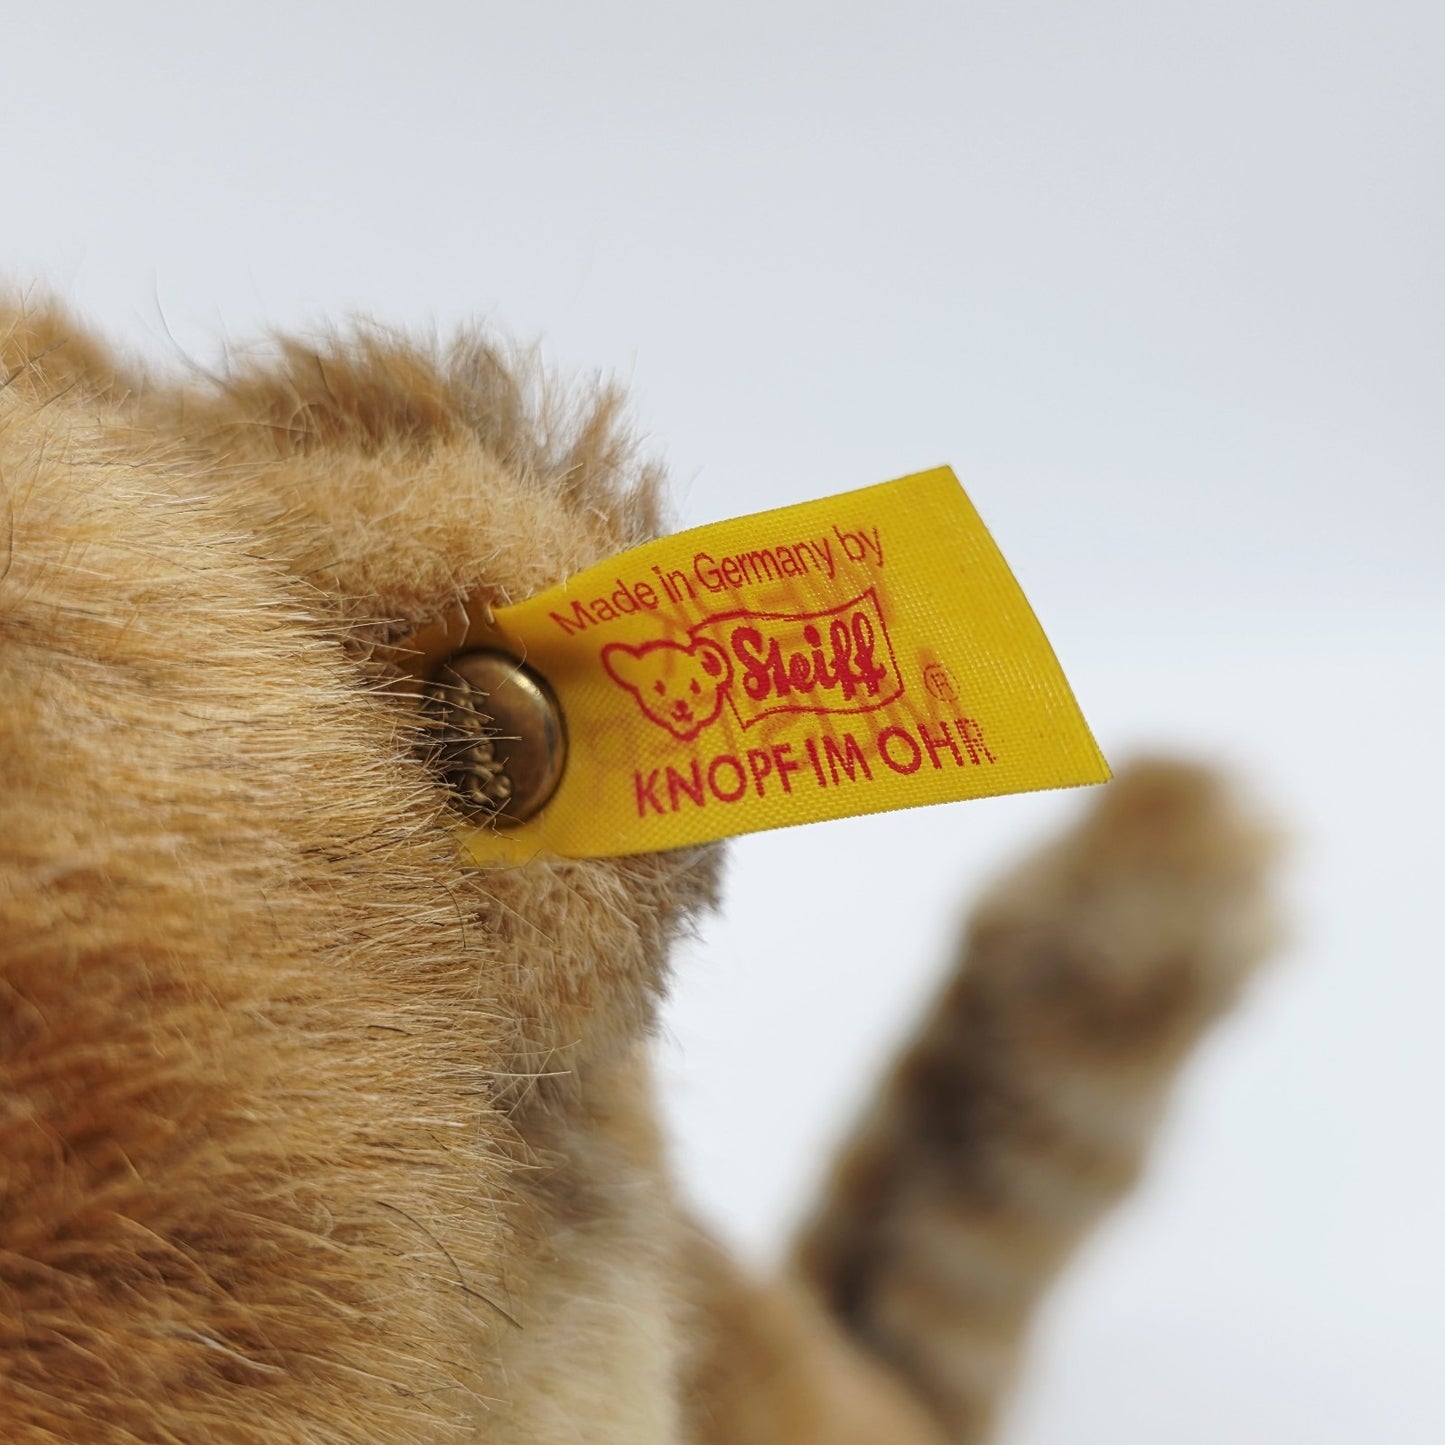 Made in Germany by
Steiff ®
KNOPF IM OHR